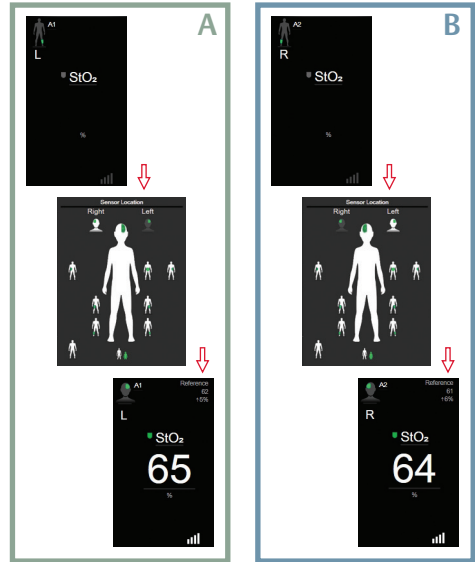 A
A1
L
StO₂
%
Sensor Location
Right Left
A1
Reference
62
+5%
L
StO₂
65
%
B
A2
R
StO₂
%
Sensor Location
Right Left
A2
Reference
61
+6%
R
StO₂
64
%